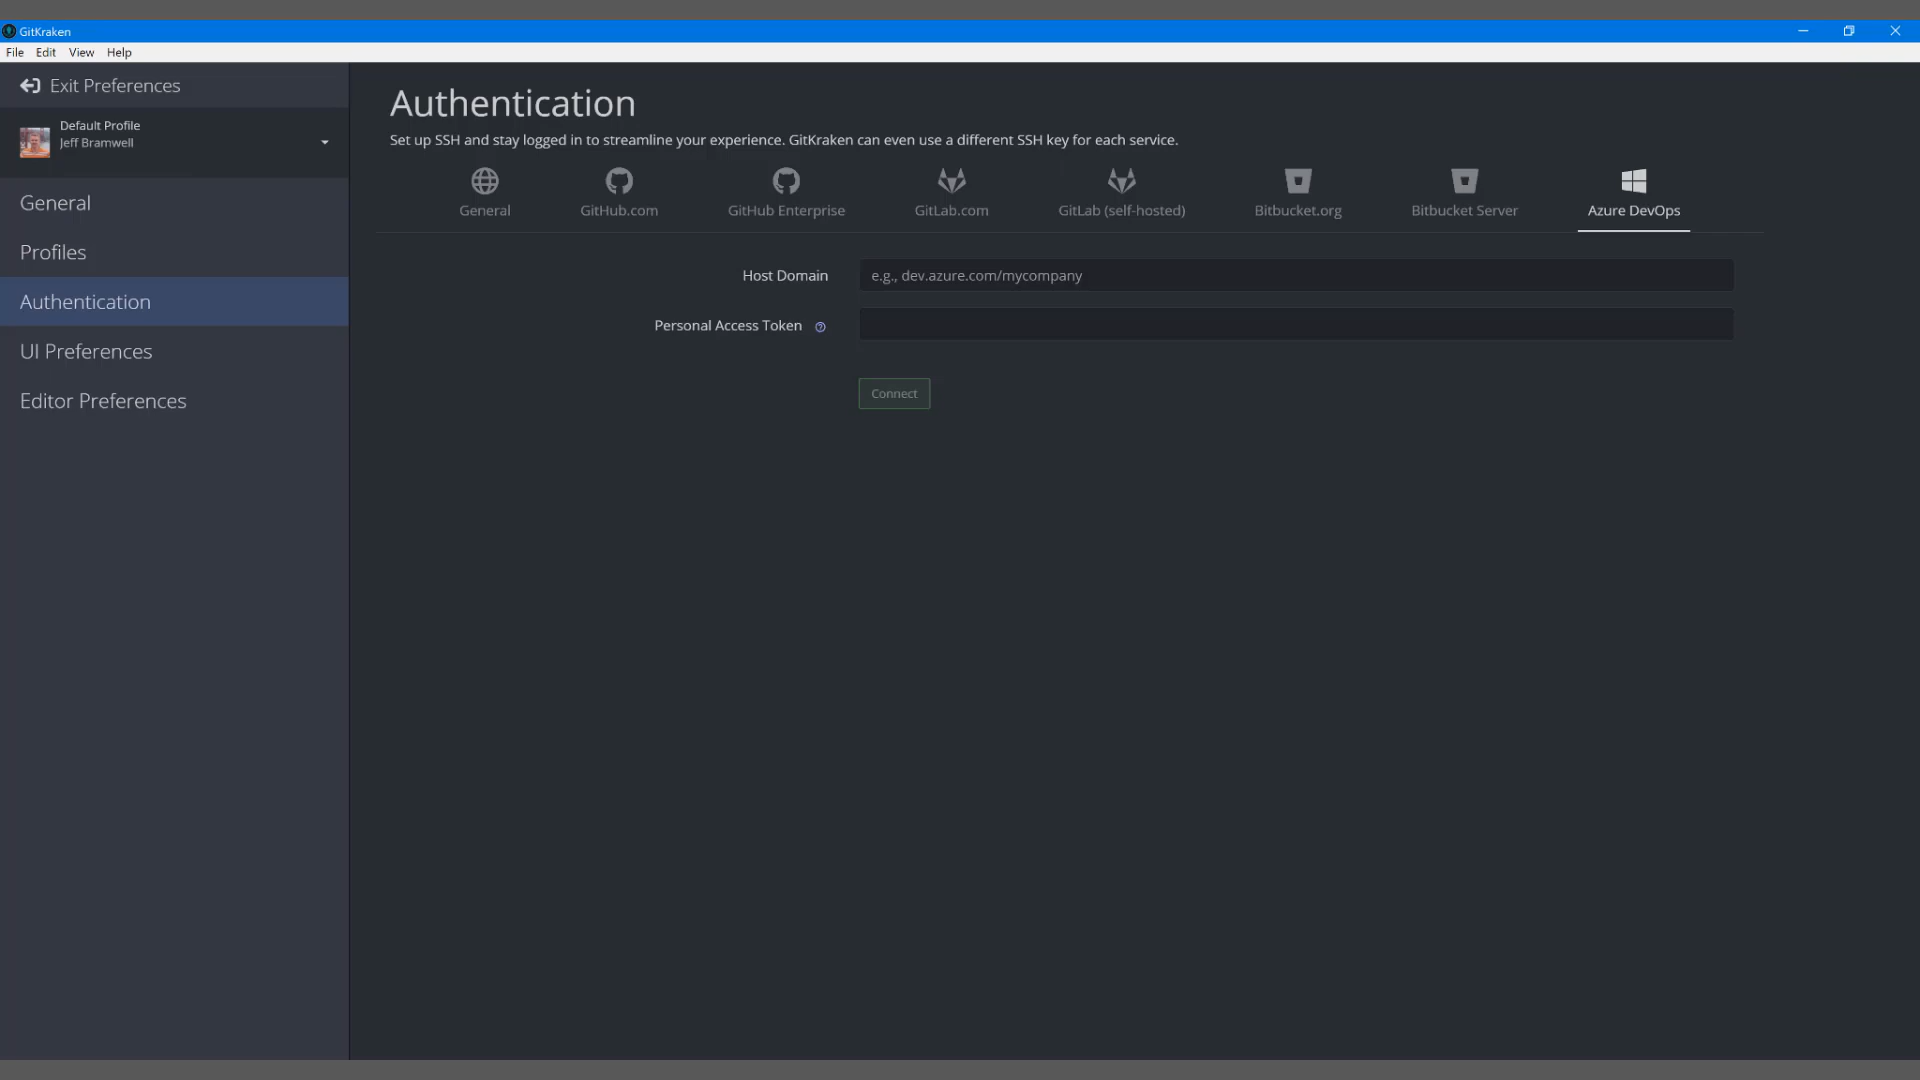 GitKraken
File Edit View Help
Exit Preferences
Default Profile
Jeff Bramwell
General
Profiles
Authentication
UI Preferences
Editor Preferences
Authentication
Set up SSH and stay logged in to streamline your experience. GitKraken can even use a different SSH key for each service.
General GitHub.com GitHub Enterprise GitLab.com GitLab (self-hosted) Bitbucket.org Bitbucket Server Azure DevOps
Host Domain e.g., dev.azure.com/mycompany
Personal Access Token
Connect